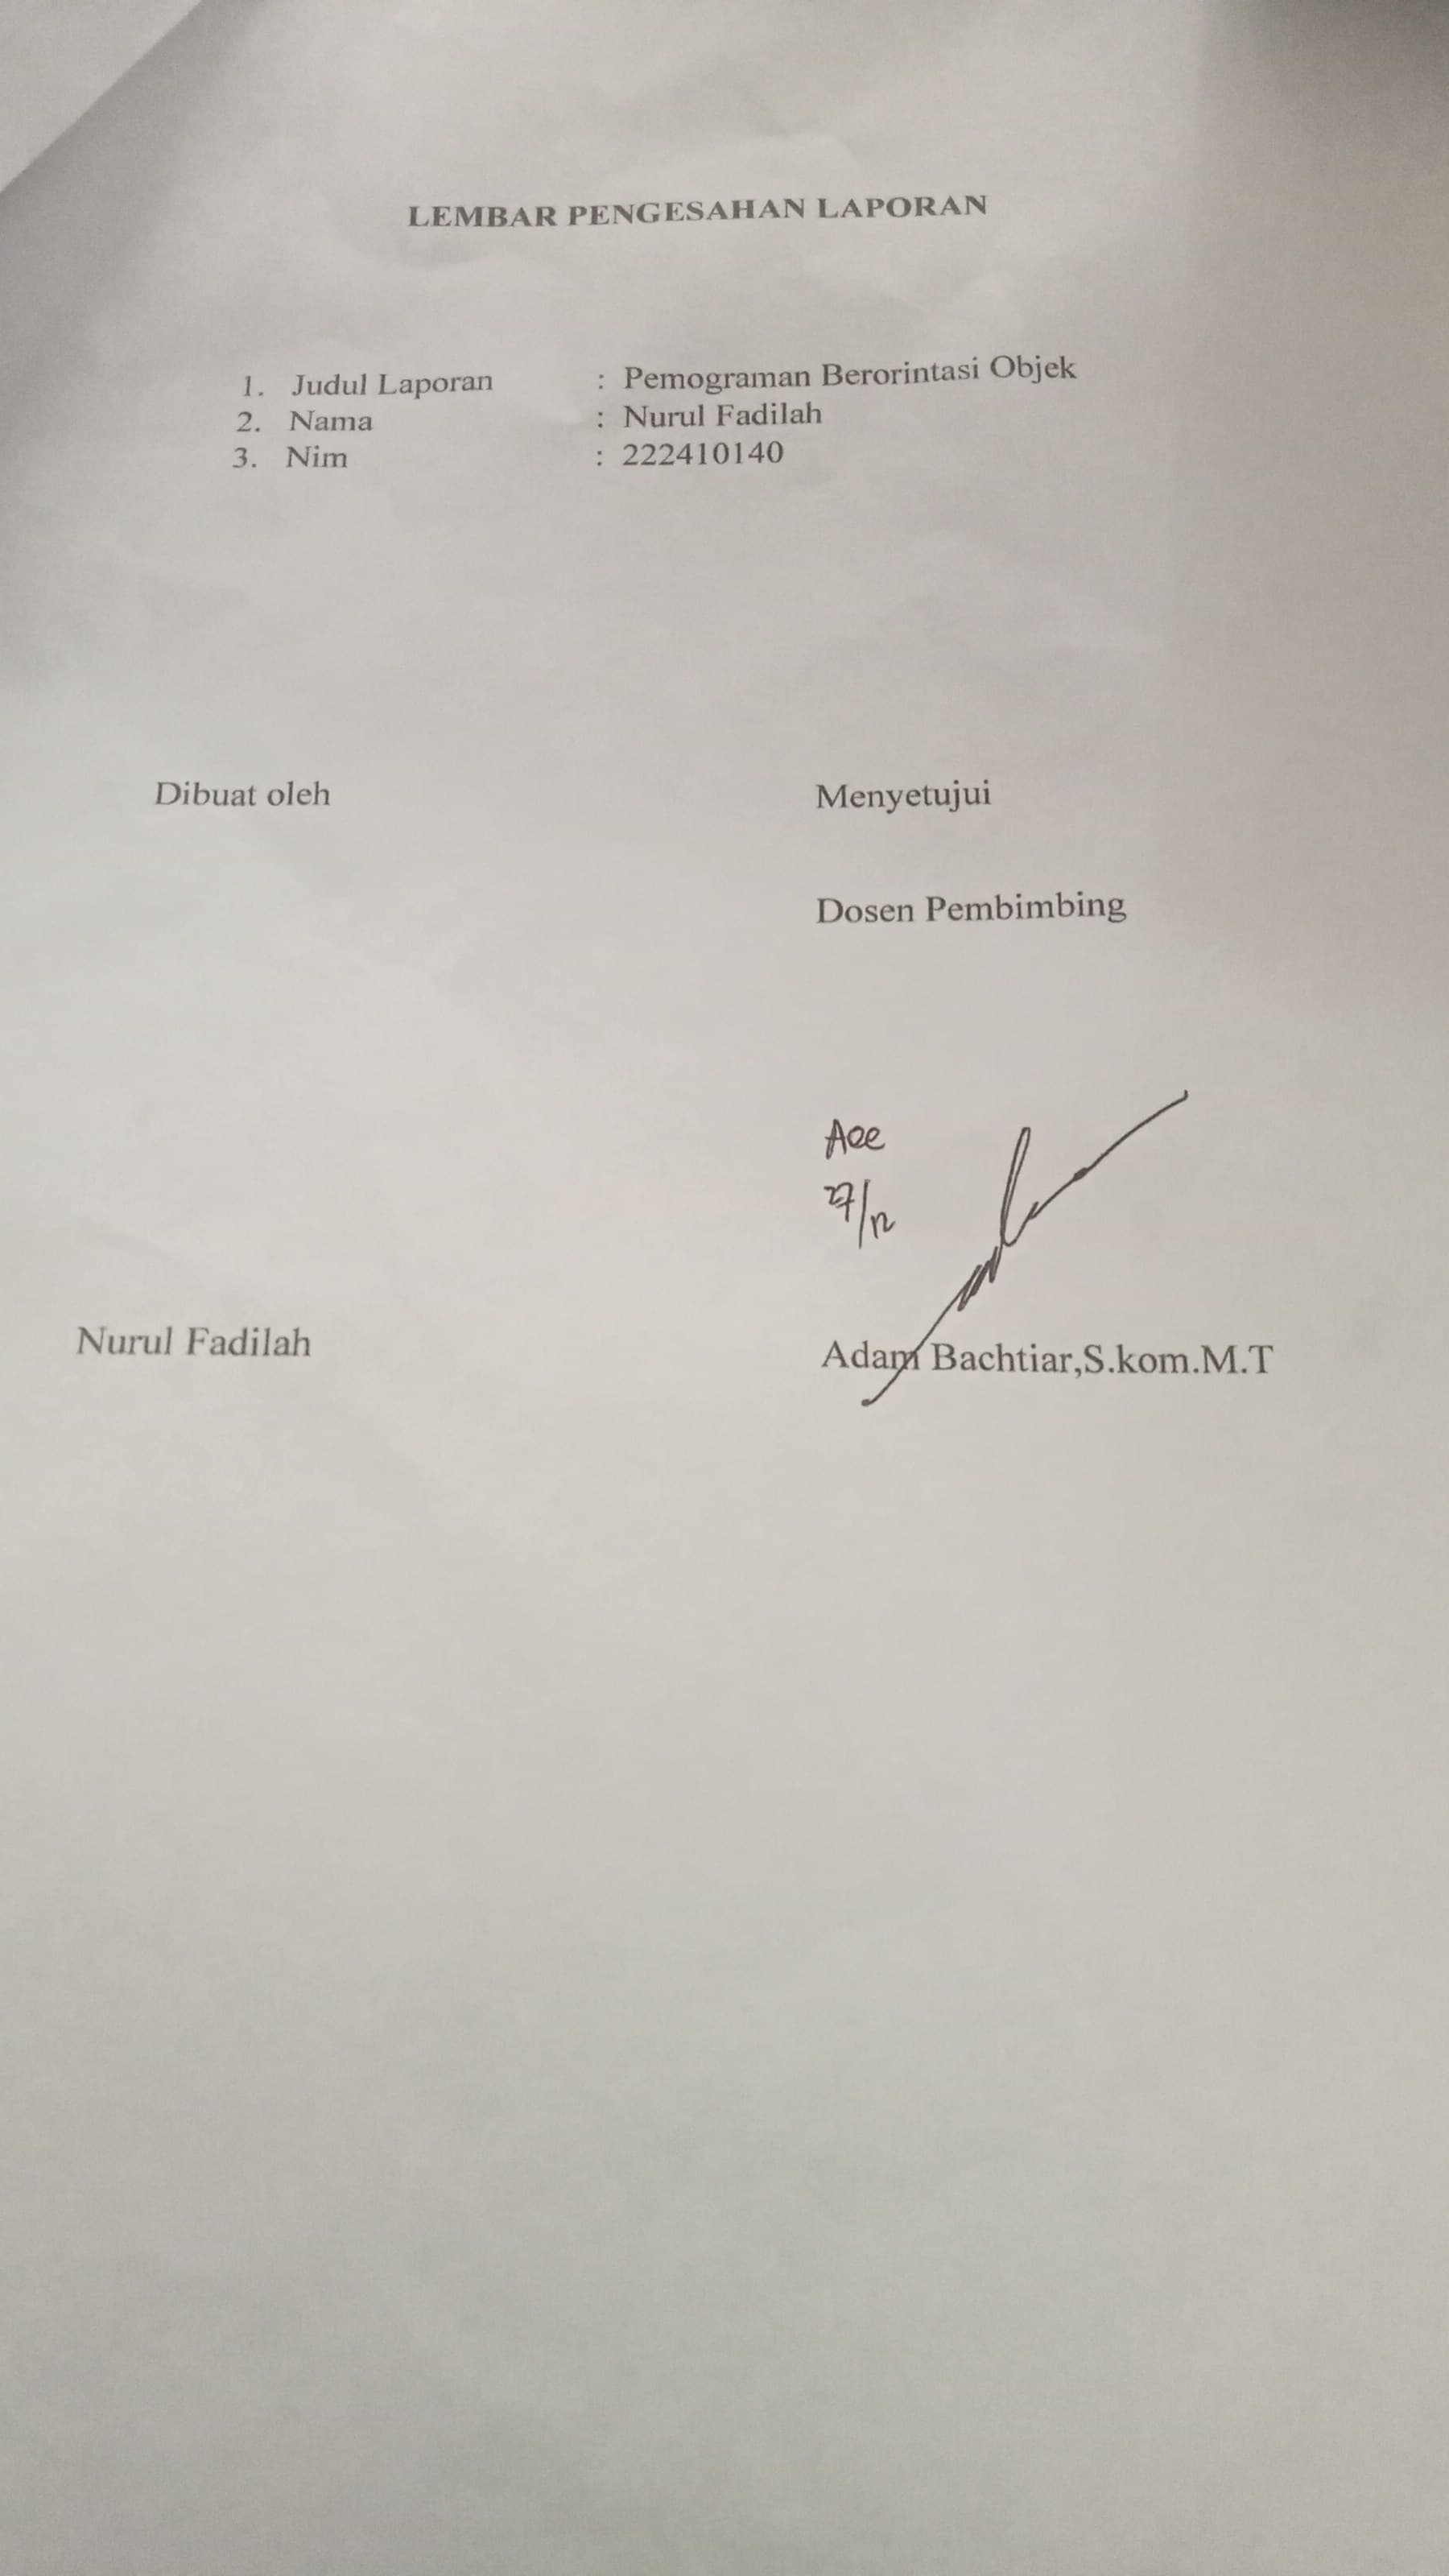 LEMBAR PENGESAHAN LAPORAN
1. Judul Laporan : Pemograman Berorintasi Objek
2. Nama : Nurul Fadilah
3. Nim : 222410140
Dibuat oleh Menyetujui
Dosen Pembimbing
Acc
27/12
Nurul Fadilah Adam Bachtiar,S.kom.M.T